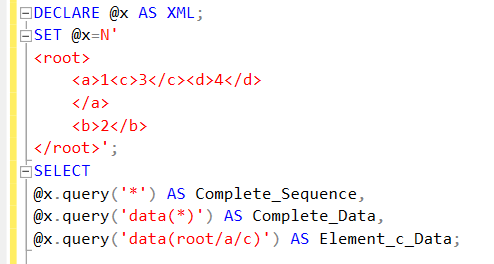 DECLARE @x AS XML;
SET @x=N'
<root>
    <a>1<c>3</c><d>4</d>
    </a>
    <b>2</b>
</root>';
SELECT
@x.query('*') AS Complete_Sequence,
@x.query('data(*)') AS Complete_Data,
@x.query('data(root/a/c)') AS Element_c_Data;